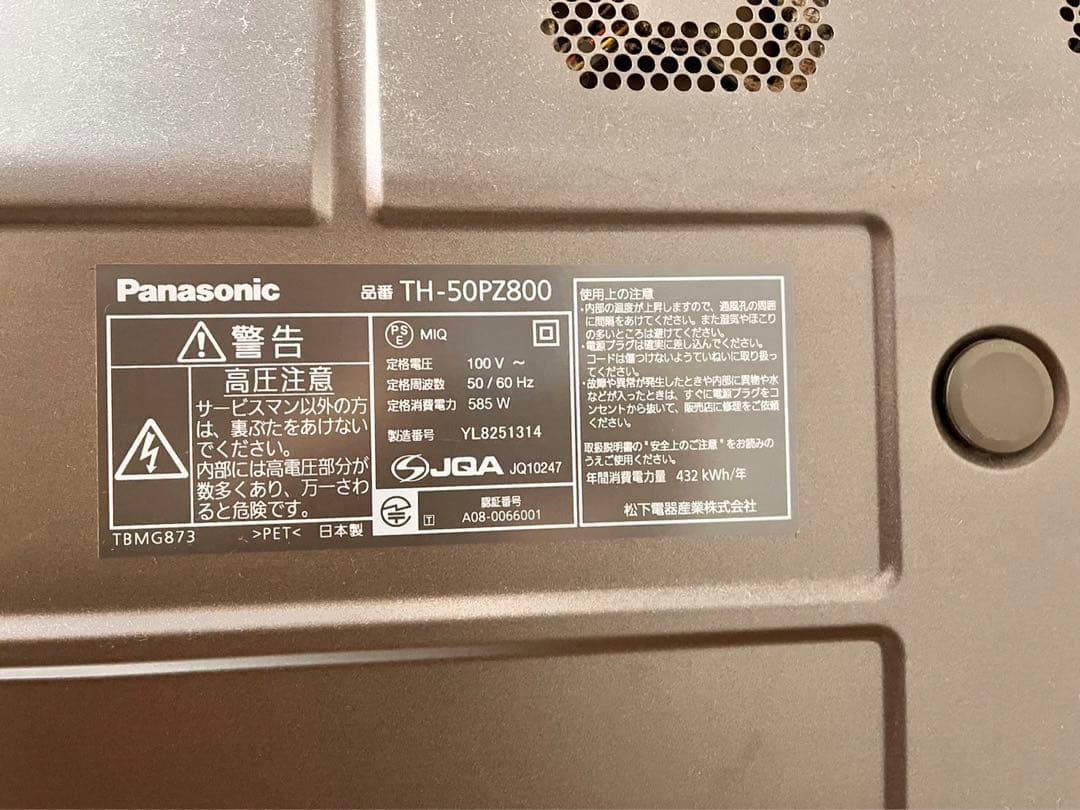 Panasonic 品番 TH-50PZ800
警告
高圧注意
サービスマン以外の方
は、裏ぶたをあけない
でください。
内部には高電圧部分が
数多くあり、万一さわ
ると危険です。
TBMG873 >PET< 日本製
PS E MIQ
定格電圧 100 V ~
定格周波数 50 / 60 Hz
定格消費電力 585 W
製造番号 YL8251314
JQA JQ10247
T 認証番号
A08-0066001
使用上の注意
・内部の温度が上昇しますので、通風孔の周囲
に間隔をあけてください。また湿気やほこり
の多いところは避けてください。
・電源プラグは確実に差し込んでください。
コードは傷つけないようていねいに取り扱っ
てください。
・故障や異常が発生したときや内部に異物や水
などが入ったときは、すぐに電源プラグをコ
ンセントから抜いて、販売店に修理をご依頼
ください。
取扱説明書の"安全上のご注意"をお読みの
うえご使用ください。
年間消費電力量 432 kWh/年
松下電器産業株式会社